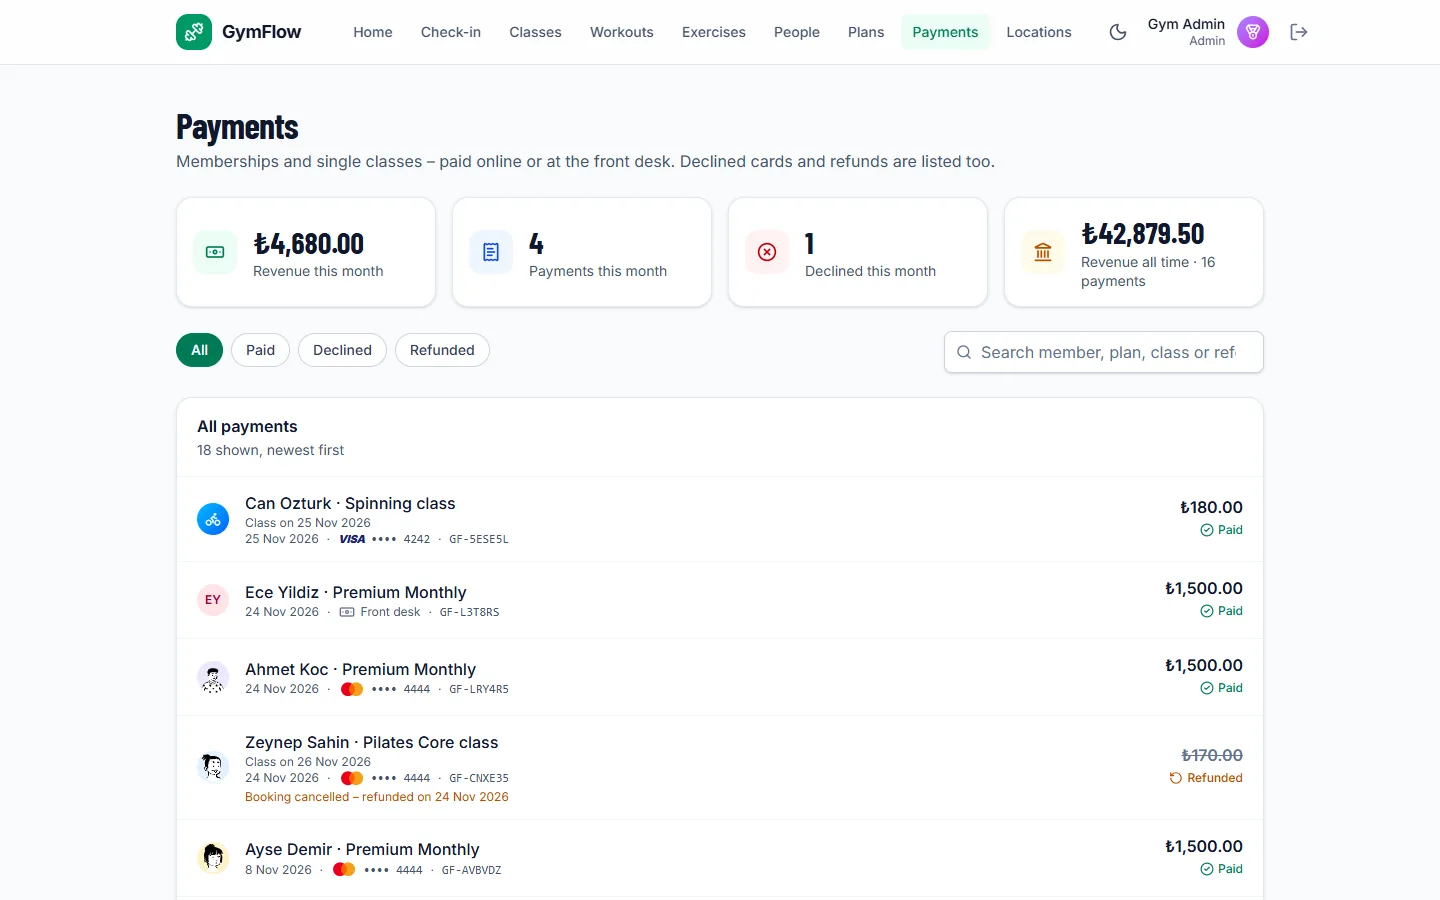 GymFlow
Home
Check-in
Classes
Workouts
Exercises
People
Plans
Payments
Locations
Gym Admin
Admin
Payments
Memberships and single classes – paid online or at the front desk. Declined cards and refunds are listed too.
₺4,680.00
Revenue this month
4
Payments this month
1
Declined this month
₺42,879.50
Revenue all time · 16
payments
All
Paid
Declined
Refunded
Search member, plan, class or ref
All payments
18 shown, newest first
Can Ozturk · Spinning class
Class on 25 Nov 2026
25 Nov 2026 · VISA •••• 4242 · GF-5ESE5L
₺180.00
Paid
EY
Ece Yildiz · Premium Monthly
24 Nov 2026 · Front desk · GF-L3T8RS
₺1,500.00
Paid
Ahmet Koc · Premium Monthly
24 Nov 2026 · •••• 4444 · GF-LRY4R5
₺1,500.00
Paid
Zeynep Sahin · Pilates Core class
Class on 26 Nov 2026
24 Nov 2026 · •••• 4444 · GF-CNXE35
Booking cancelled – refunded on 24 Nov 2026
₺170.00
Refunded
Ayse Demir · Premium Monthly
8 Nov 2026 · •••• 4444 · GF-AVBVDZ
₺1,500.00
Paid